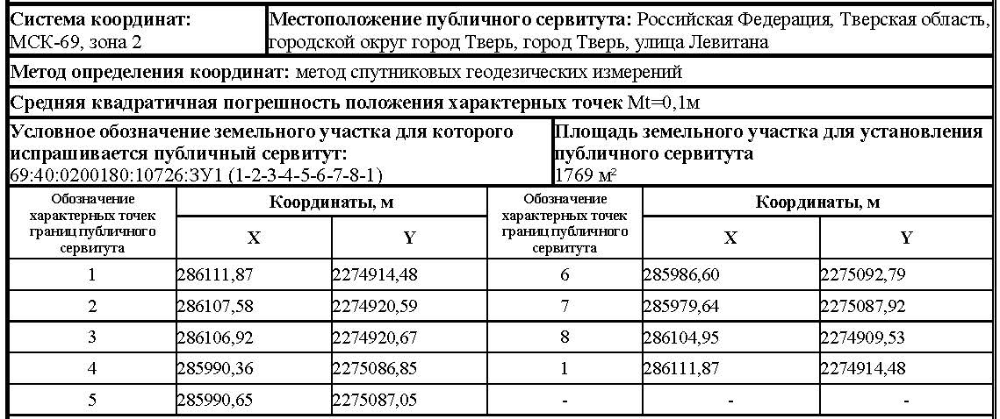 Система координат:
МСК-69, зона 2
Местоположение публичного сервитута: Российская Федерация, Тверская область,
городской округ город Тверь, город Тверь, улица Левитана
Метод определения координат: метод спутниковых геодезических измерений
Средняя квадратичная погрешность положения характерных точек Mt=0,1м
Условное обозначение земельного участка для которого
испрашивается публичный сервитут:
69:40:0200180:10726:ЗУ1 (1-2-3-4-5-6-7-8-1)
Площадь земельного участка для установления
публичного сервитута
1769 м²
Обозначение
характерных точек
границ публичного
сервитута
Координаты, м
X
Y
Обозначение
характерных точек
границ публичного
сервитута
Координаты, м
X
Y
1 286111,87 2274914,48 6 285986,60 2275092,79
2 286107,58 2274920,59 7 285979,64 2275087,92
3 286106,92 2274920,67 8 286104,95 2274909,53
4 285990,36 2275086,85 1 286111,87 2274914,48
5 285990,65 2275087,05 - - -